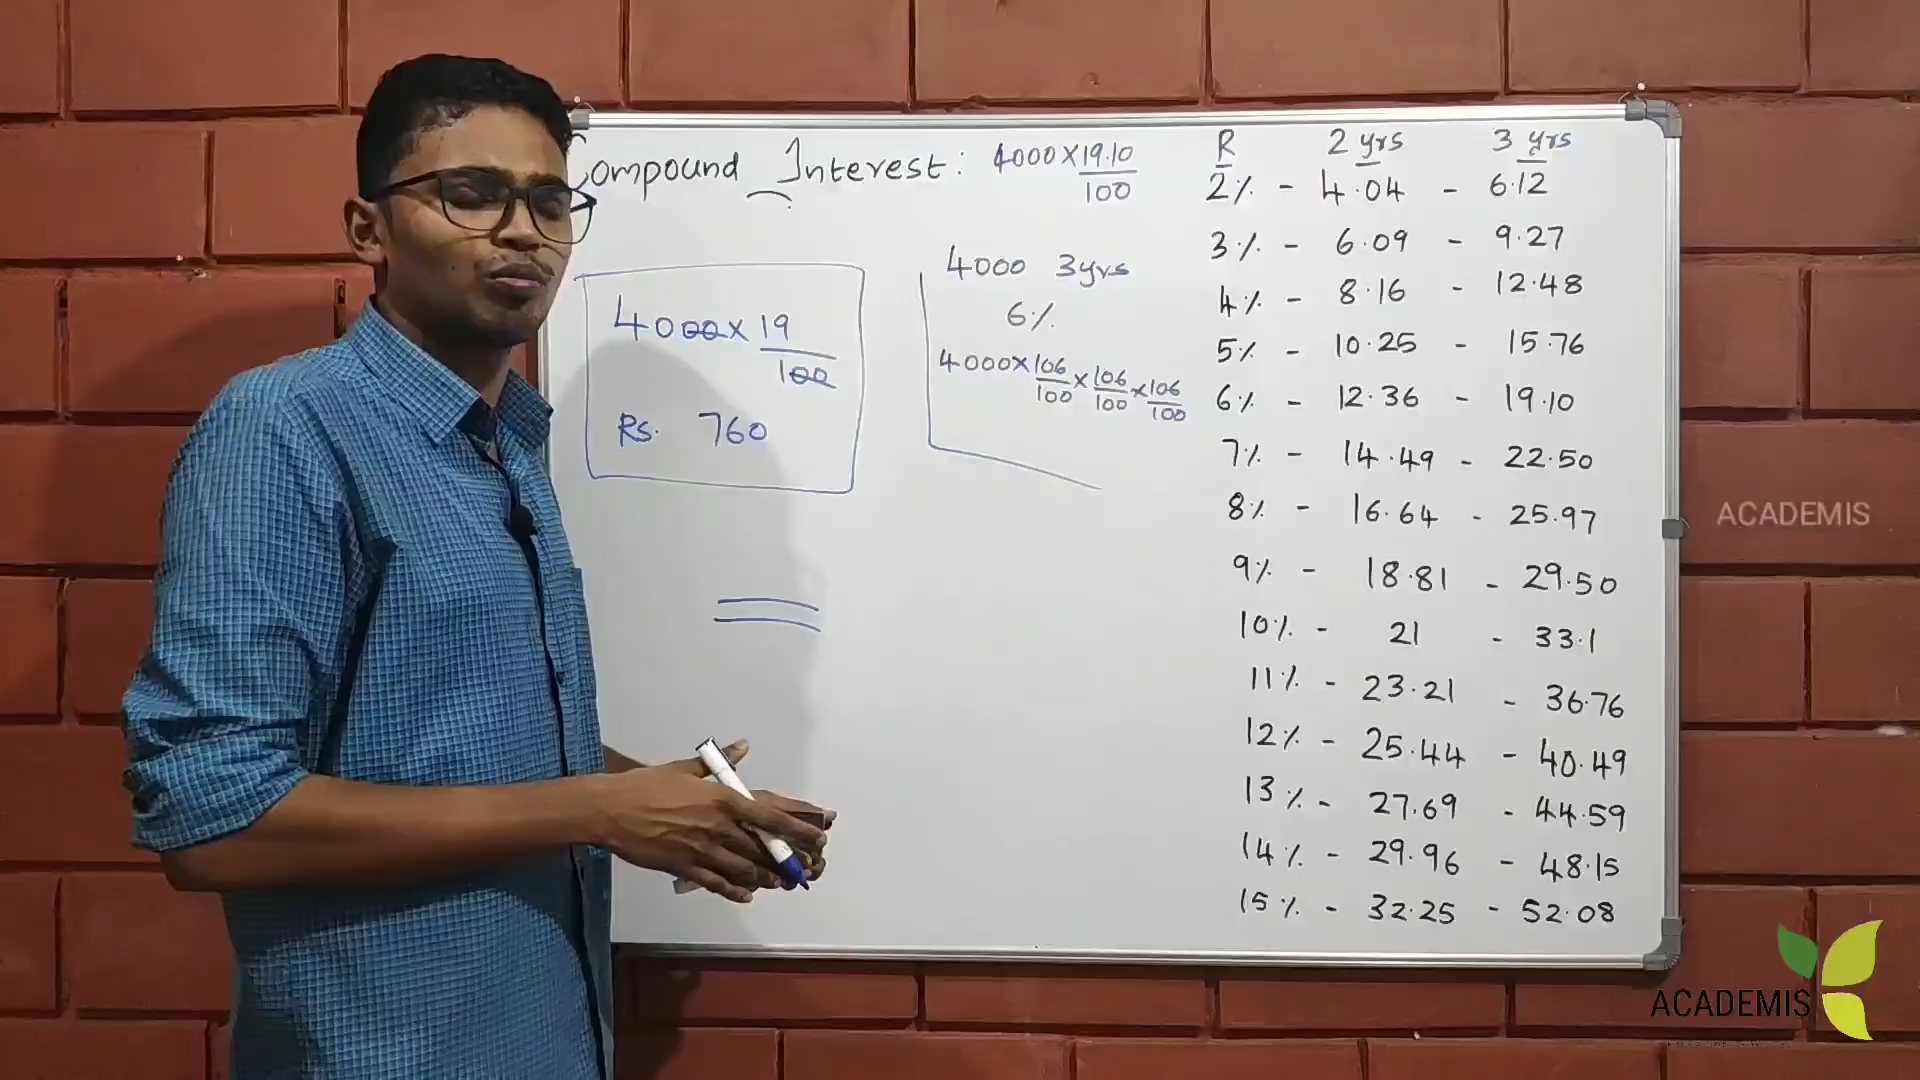 Compound Interest: 4000 X 19.10
100
4000 X 19
100
Rs. 760
4000 3yrs
6%
4000 X 106 X 106 X 106
100 100 100
R 2 yrs 3 yrs
2% - 4.04 - 6.12
3% - 6.09 - 9.27
4% - 8.16 - 12.48
5% - 10.25 - 15.76
6% - 12.36 - 19.10
7% - 14.49 - 22.50
8% - 16.64 - 25.97
9% - 18.81 - 29.50
10% - 21 - 33.1
11% - 23.21 - 36.76
12% - 25.44 - 40.49
13% - 27.69 - 44.59
14% - 29.96 - 48.15
15% - 32.25 - 52.08
ACADEMIS
ACADEMIS